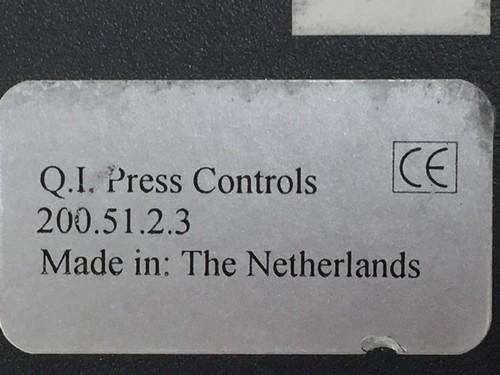 Q.I. Press Controls
CE
200.51.2.3
Made in: The Netherlands